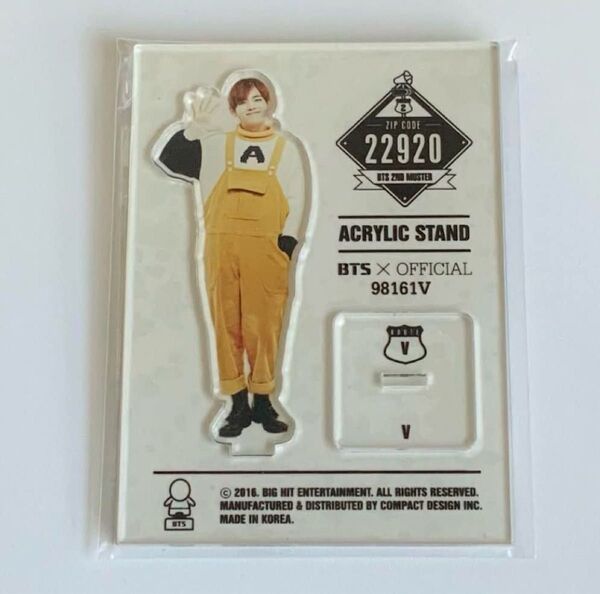 A
2
ZIP CODE
22920
BTS 2ND MUSTER
ACRYLIC STAND
BTS × OFFICIAL
98161V
ROUTE
V
V
BTS
© 2016. BIG HIT ENTERTAINMENT. ALL RIGHTS RESERVED.
MANUFACTURED & DISTRIBUTED BY COMPACT DESIGN INC.
MADE IN KOREA.